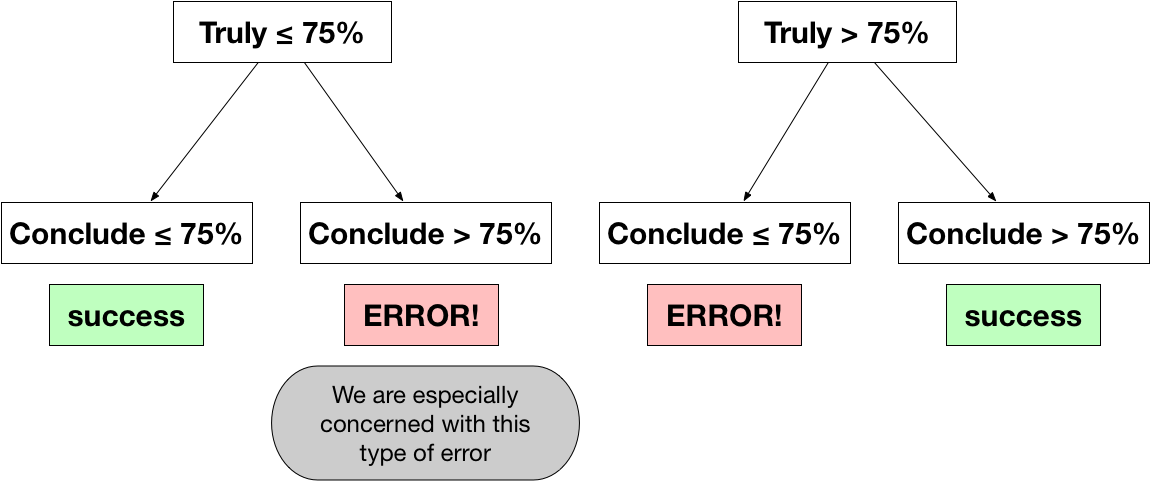 Truly ≤ 75%
Truly > 75%
Conclude ≤ 75%
Conclude > 75%
Conclude ≤ 75%
Conclude > 75%
success
ERROR!
ERROR!
success
We are especially
concerned with this
type of error